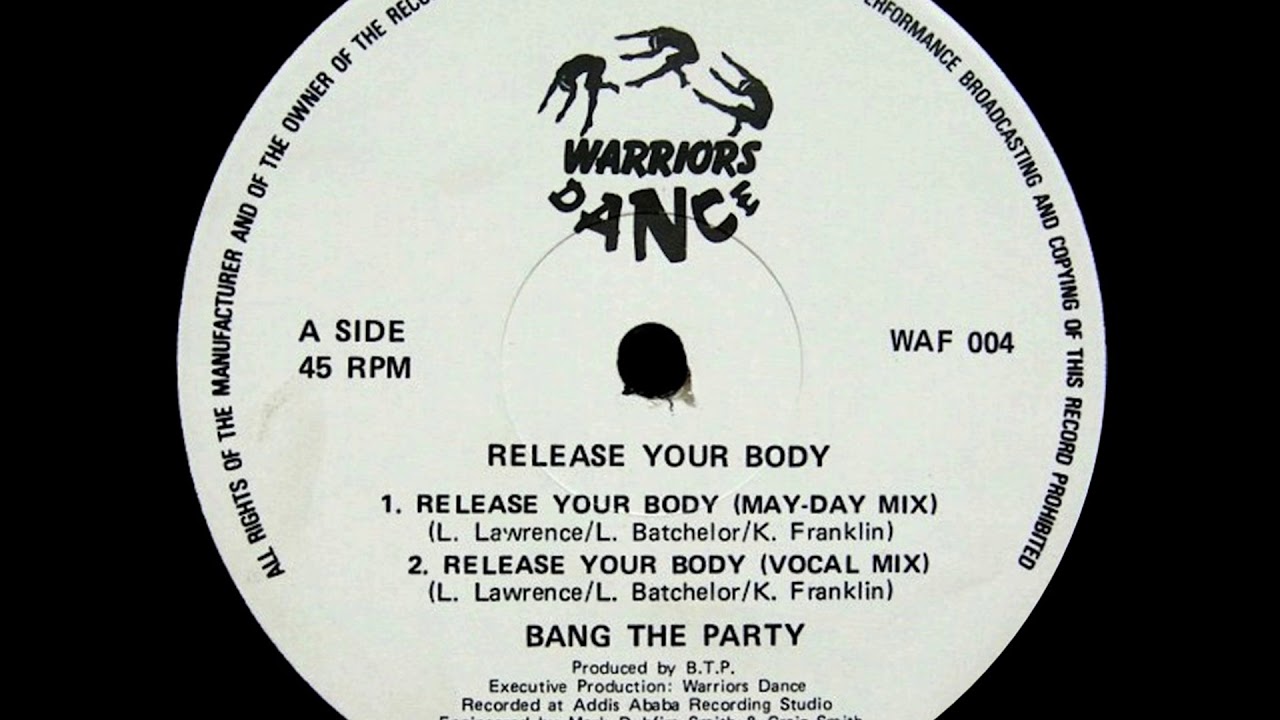 ALL RIGHTS OF THE MANUFACTURER AND OF THE OWNER OF THE
PERFORMANCE BROADCASTING AND COPYING OF THIS RECORD PROHIBITED
WARRIORS
DANCE
A SIDE
45 RPM
WAF 004
RELEASE YOUR BODY
1. RELEASE YOUR BODY (MAY-DAY MIX)
(L. Lawrence/L. Batchelor/K. Franklin)
2. RELEASE YOUR BODY (VOCAL MIX)
(L. Lawrence/L. Batchelor/K. Franklin)
BANG THE PARTY
Produced by B.T.P.
Executive Production: Warriors Dance
Recorded at Addis Ababa Recording Studio